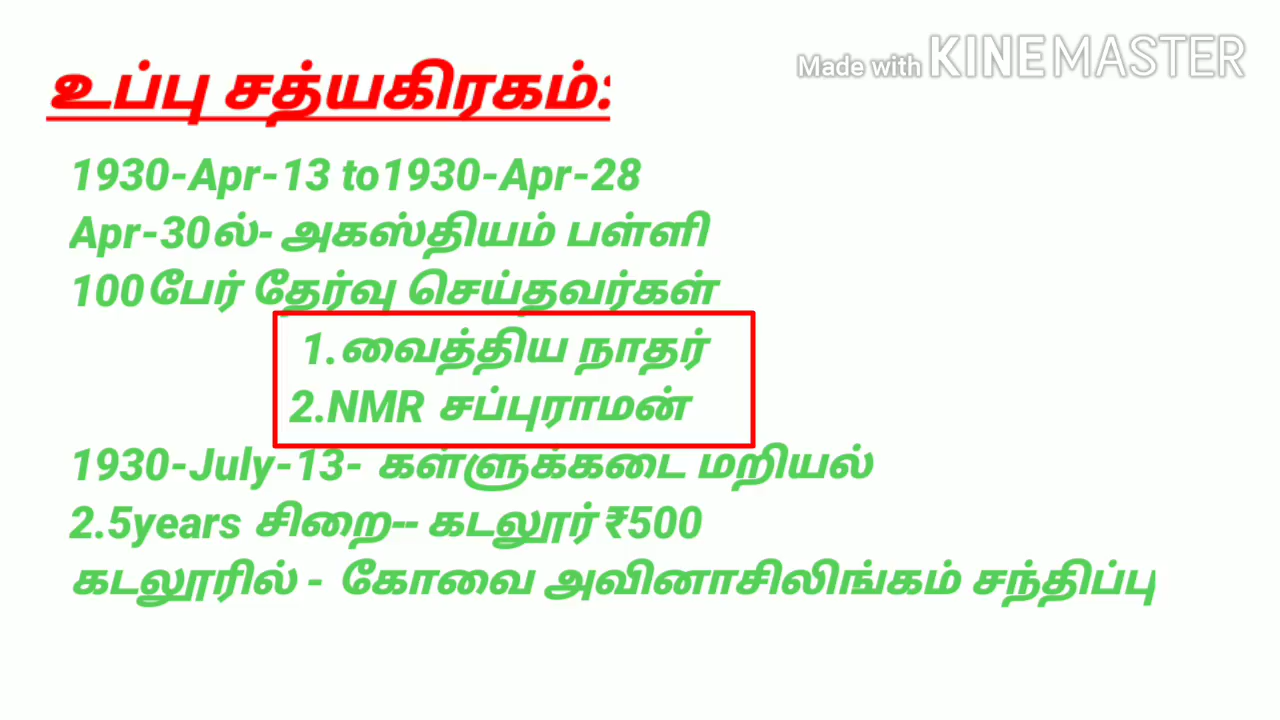 Made with KINEMASTER
உப்பு சத்யகிரகம்:
1930-Apr-13 to1930-Apr-28
Apr-30ல்- அகஸ்தியம் பள்ளி
100பேர் தேர்வு செய்தவர்கள்
1.வைத்திய நாதர்
2.NMR சப்புராமன்
1930-July-13- கள்ளுக்கடை மறியல்
2.5years சிறை-- கடலூர் ₹500
கடலூரில் - கோவை அவினாசிலிங்கம் சந்திப்பு